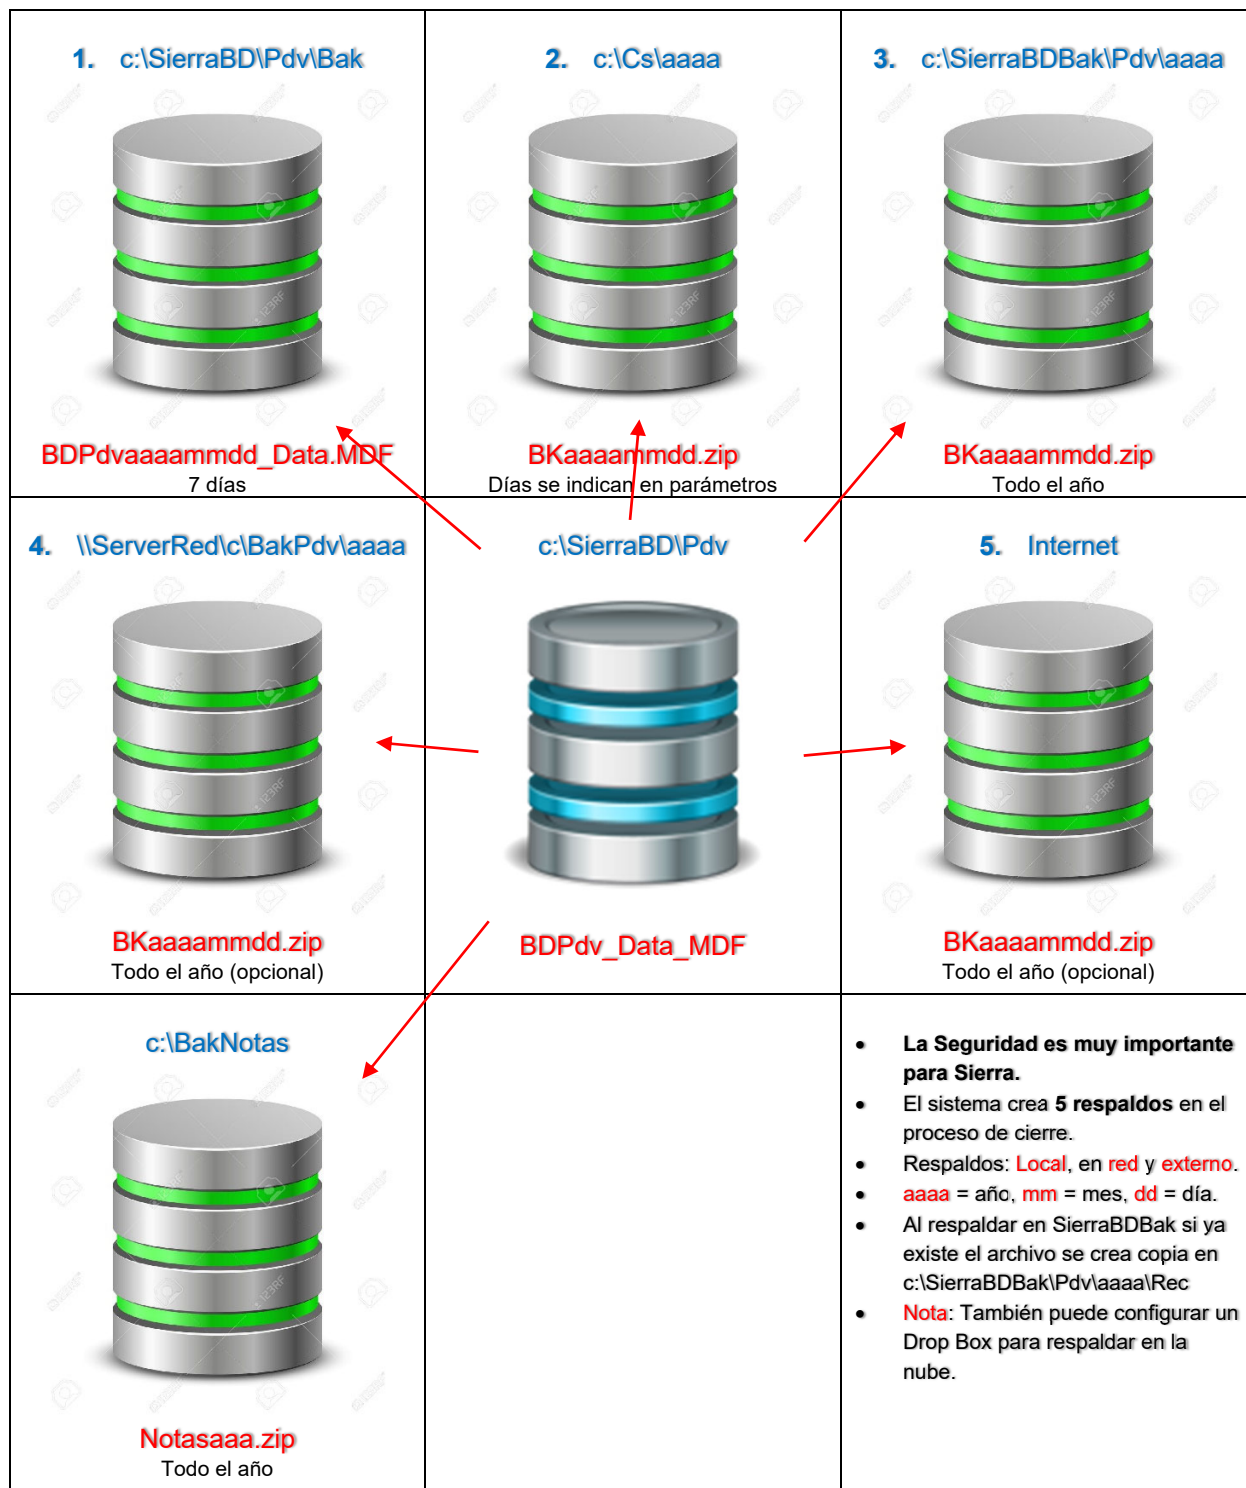 1. c:\SierraBD\Pdv\Bak
BDPdvaaaammdd_Data.MDF
7 días
2. c:\Cs\aaaa
BKaaaammdd.zip
Días se indican en parámetros
3. c:\SierraBDBak\Pdv\aaaa
BKaaaammdd.zip
Todo el año
4. \\ServerRed\c\BakPdv\aaaa
BKaaaammdd.zip
Todo el año (opcional)
c:\SierraBD\Pdv
BDPdv_Data_MDF
5. Internet
BKaaaammdd.zip
Todo el año (opcional)
c:\BakNotas
Notasaaa.zip
Todo el año
• La Seguridad es muy importante
para Sierra.
• El sistema crea 5 respaldos en el
proceso de cierre.
• Respaldos: Local, en red y externo.
• aaaa = año, mm = mes, dd = día.
• Al respaldar en SierraBDBak si ya
existe el archivo se crea copia en
c:\SierraBDBak\Pdv\aaaa\Rec
• Nota: También puede configurar un
Drop Box para respaldar en la
nube.